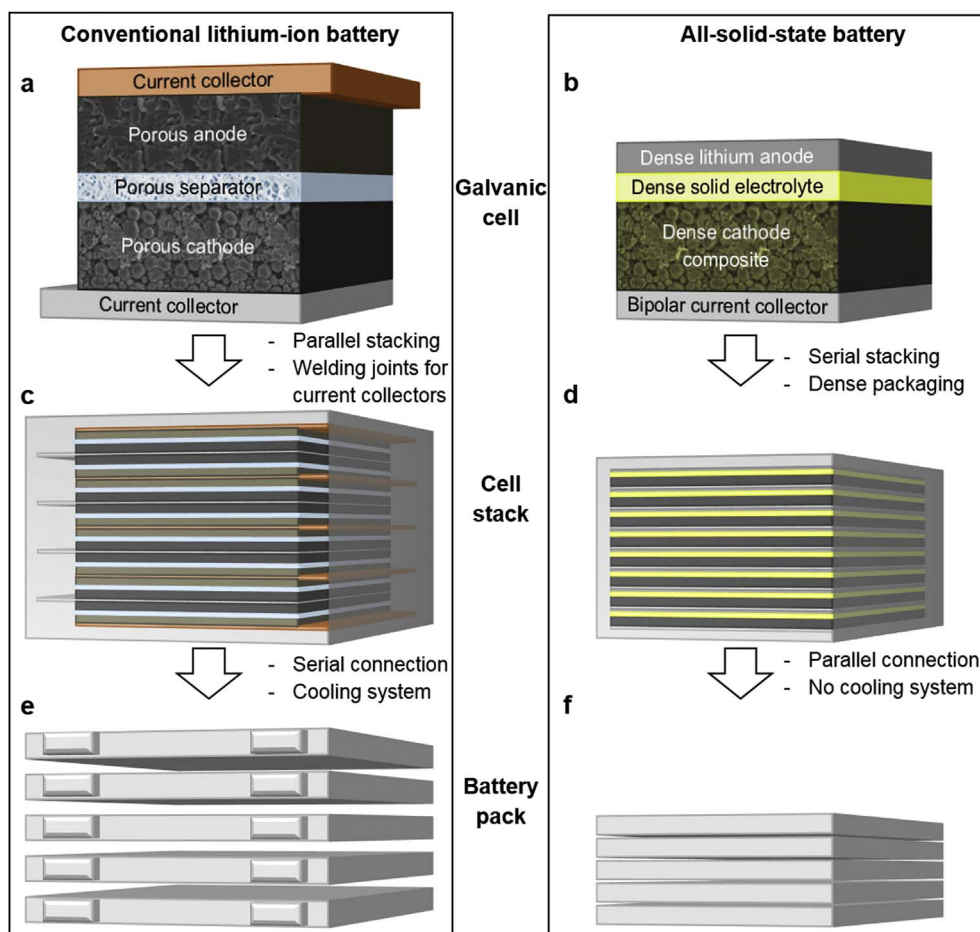 Conventional lithium-ion battery
All-solid-state battery
a
Current collector
Porous anode
Porous separator
Porous cathode
Current collector
Galvanic
cell
b
Dense lithium anode
Dense solid electrolyte
Dense cathode
composite
Bipolar current collector
- Parallel stacking
- Welding joints for
current collectors
- Serial stacking
- Dense packaging
c
Cell
stack
d
- Serial connection
- Cooling system
- Parallel connection
- No cooling system
e
Battery
pack
f